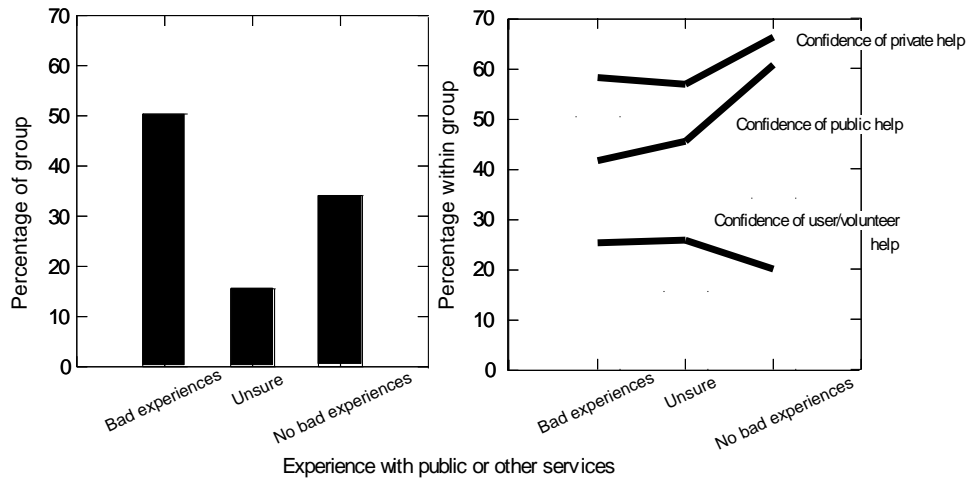 70
60
50
40
30
20
10
0
Percentage of group
Bad experiences
Unsure
No bad experiences
70
60
50
40
30
20
10
0
Percentage within group
Confidence of private help
Confidence of public help
Confidence of user/volunteer
help
Bad experiences
Unsure
No bad experiences
Experience with public or other services